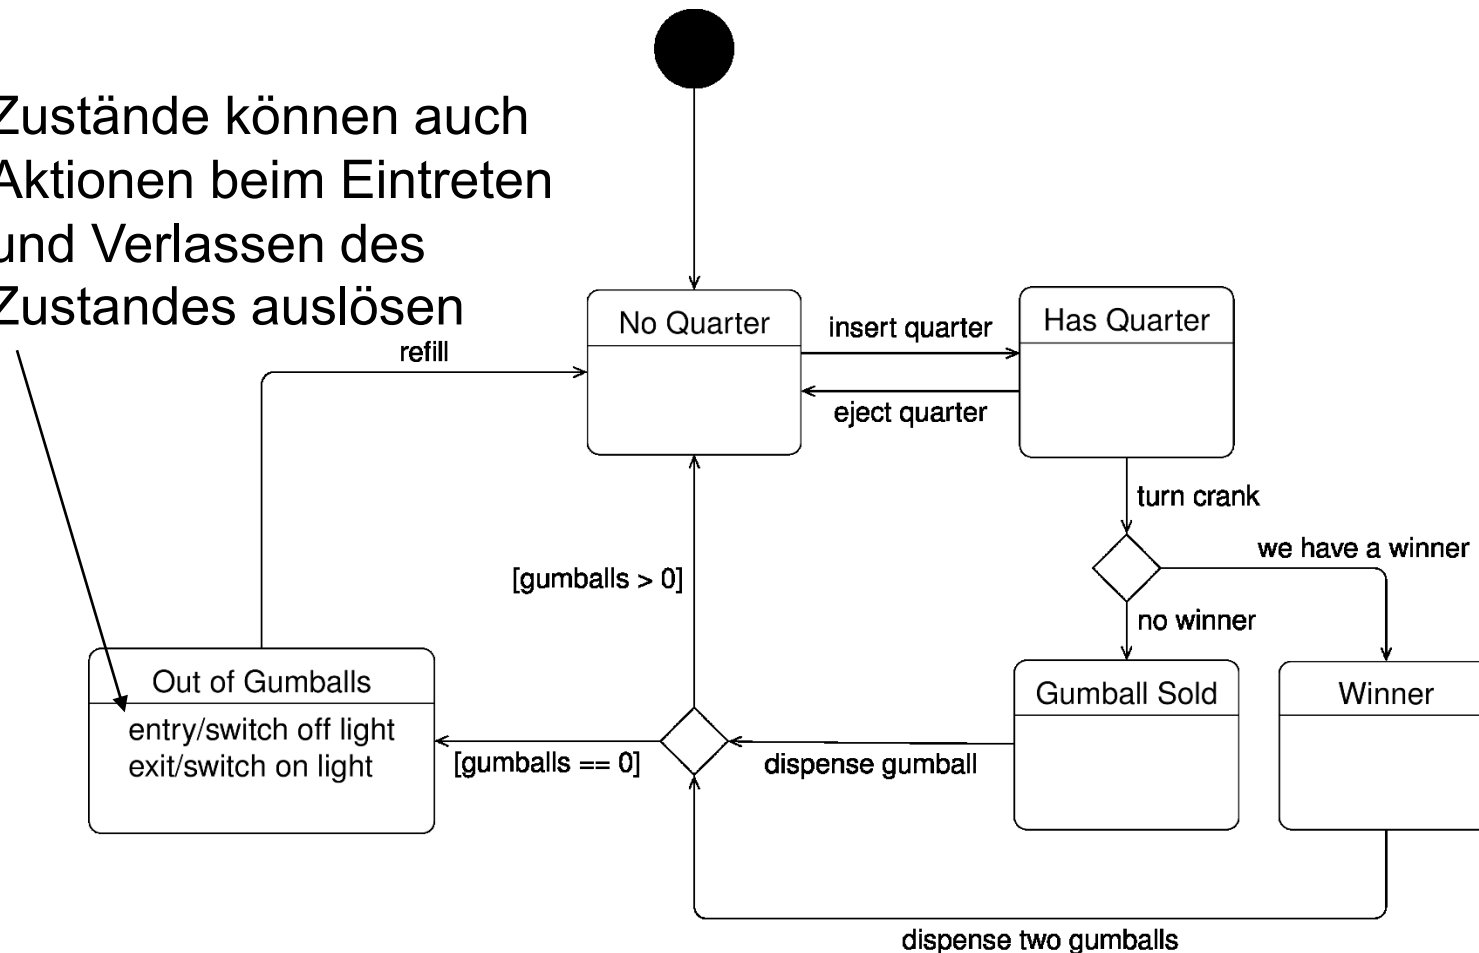 Zustände können auch
Aktionen beim Eintreten
und Verlassen des
Zustandes auslösen
No Quarter
insert quarter
Has Quarter
refill
eject quarter
turn crank
we have a winner
[gumballs > 0]
no winner
Out of Gumballs
entry/switch off light
exit/switch on light
[gumballs == 0]
dispense gumball
Gumball Sold
Winner
dispense two gumballs